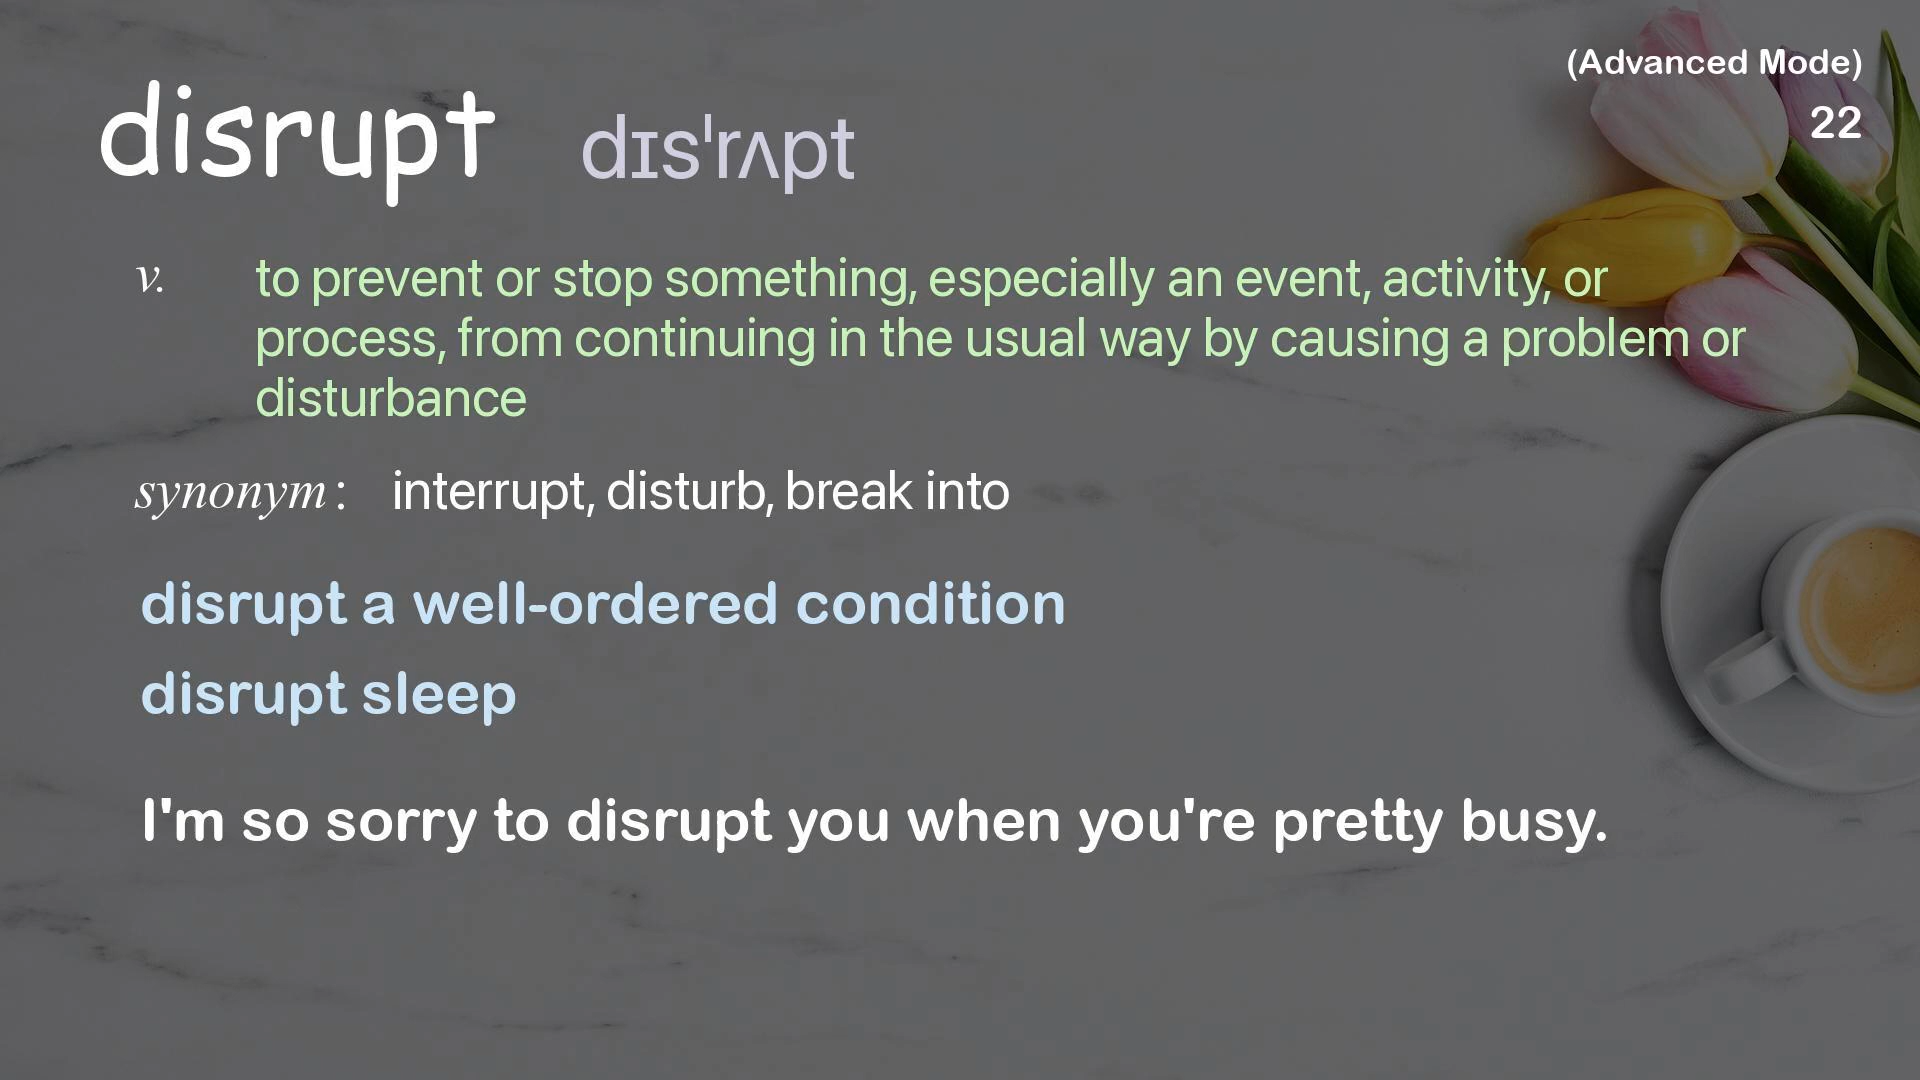 (Advanced Mode)
22
disrupt dɪsˈrʌpt
v. to prevent or stop something, especially an event, activity, or
process, from continuing in the usual way by causing a problem or
disturbance
synonym: interrupt, disturb, break into
disrupt a well-ordered condition
disrupt sleep
I'm so sorry to disrupt you when you're pretty busy.